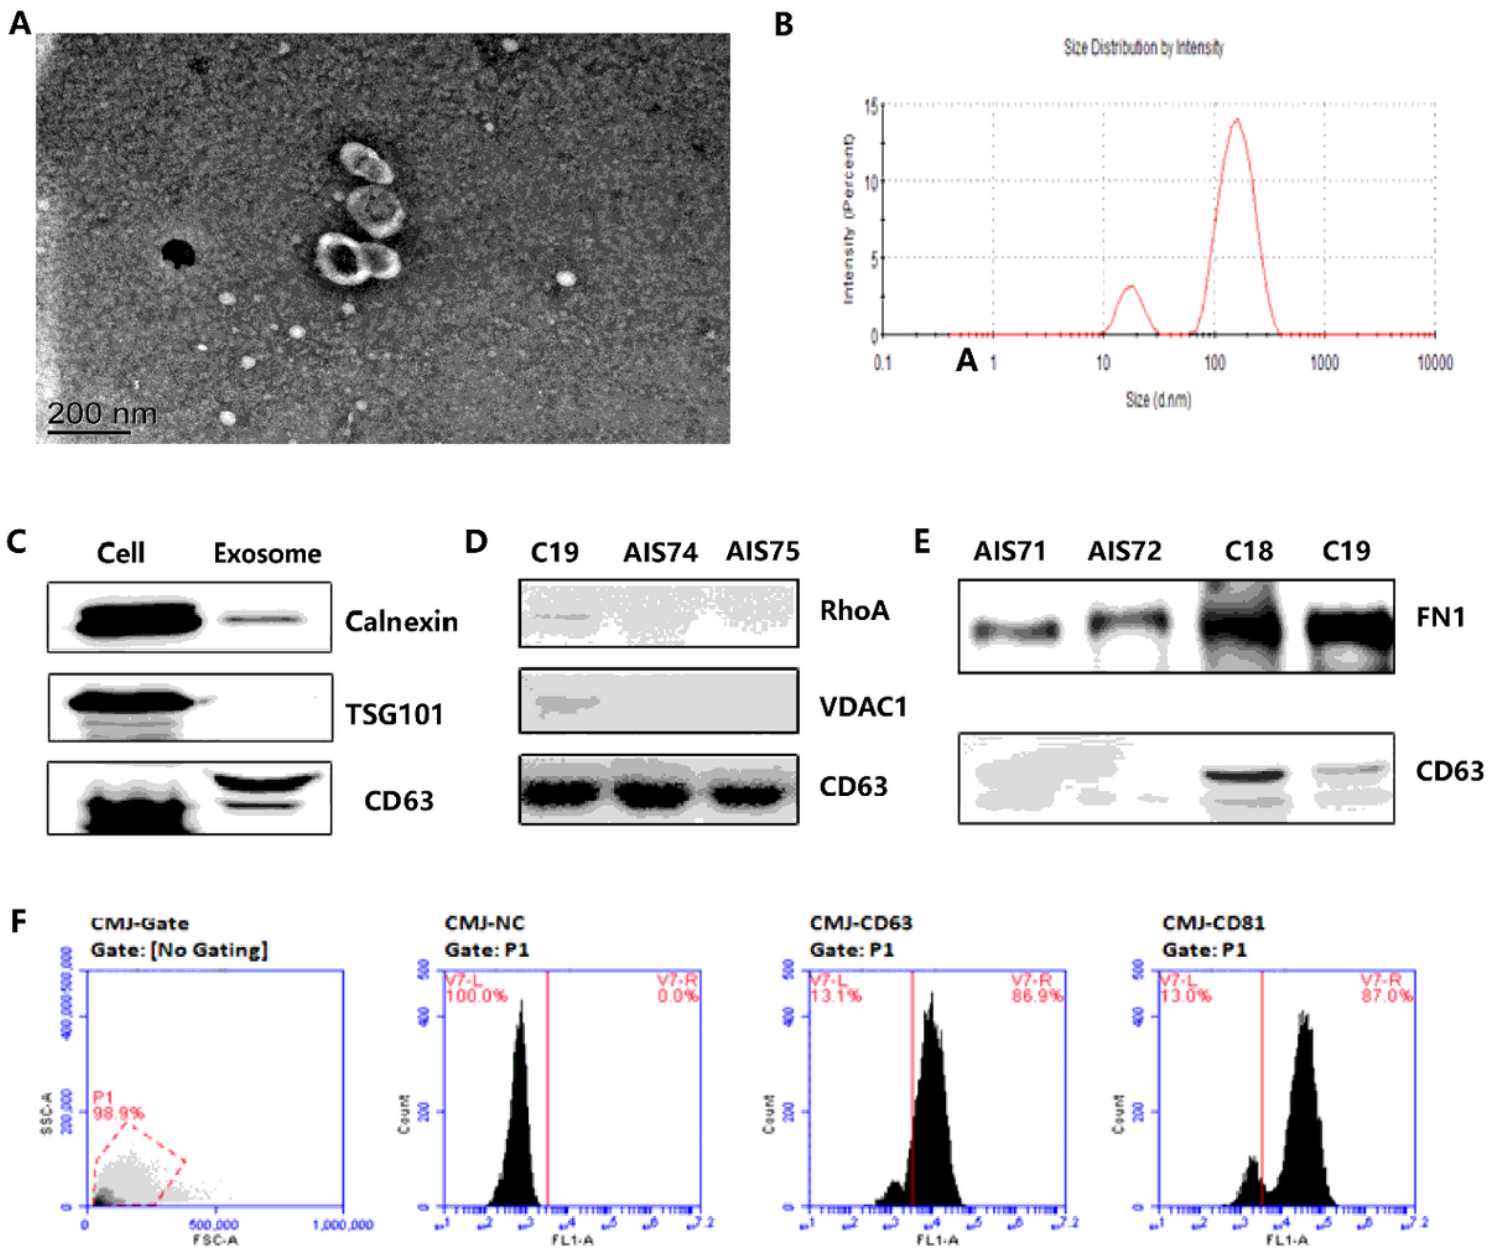 A
200 nm
B
Size Distribution by Intensity
Intensity (Percent)
15
10
5
0
0.1
A
1
10
100
1000
10000
Size (d.nm)
C
Cell
Exosome
Calnexin
TSG101
CD63
D
C19
AIS74
AIS75
RhoA
VDAC1
CD63
E
AIS71
AIS72
C18
C19
FN1
CD63
F
CMJ-Gate
Gate: [No Gating]
SSC-A
P1
98.9%
0
500,000
1,000,000
FSC-A
CMJ-NC
Gate: P1
V7-L
100.0%
V7-R
0.0%
Count
FL1-A
CMJ-CD63
Gate: P1
V7-L
13.1%
V7-R
86.9%
Count
FL1-A
CMJ-CD81
Gate: P1
V7-L
13.0%
V7-R
87.0%
Count
FL1-A